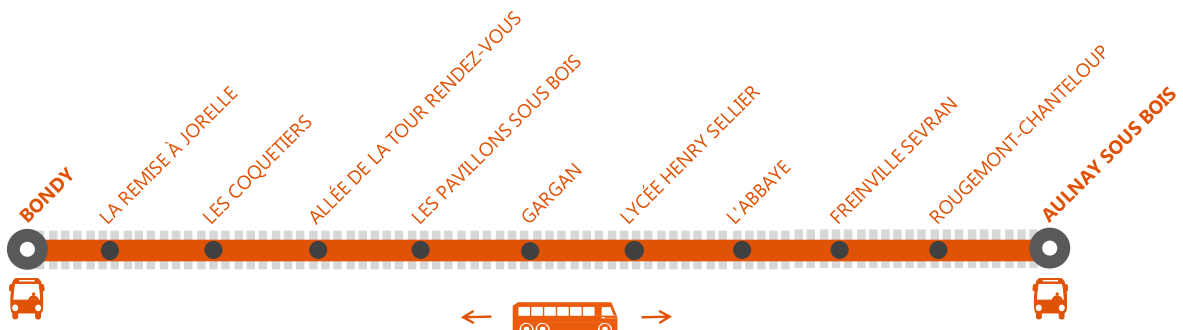 BONDY
LA REMISE À JORELLE
LES COQUETIERS
ALLÉE DE LA TOUR RENDEZ-VOUS
LES PAVILLONS SOUS BOIS
GARGAN
LYCÉE HENRY SELLIER
L'ABBAYE
FREINVILLE SEVRAN
ROUGEMONT-CHANTELOUP
AULNAY SOUS BOIS